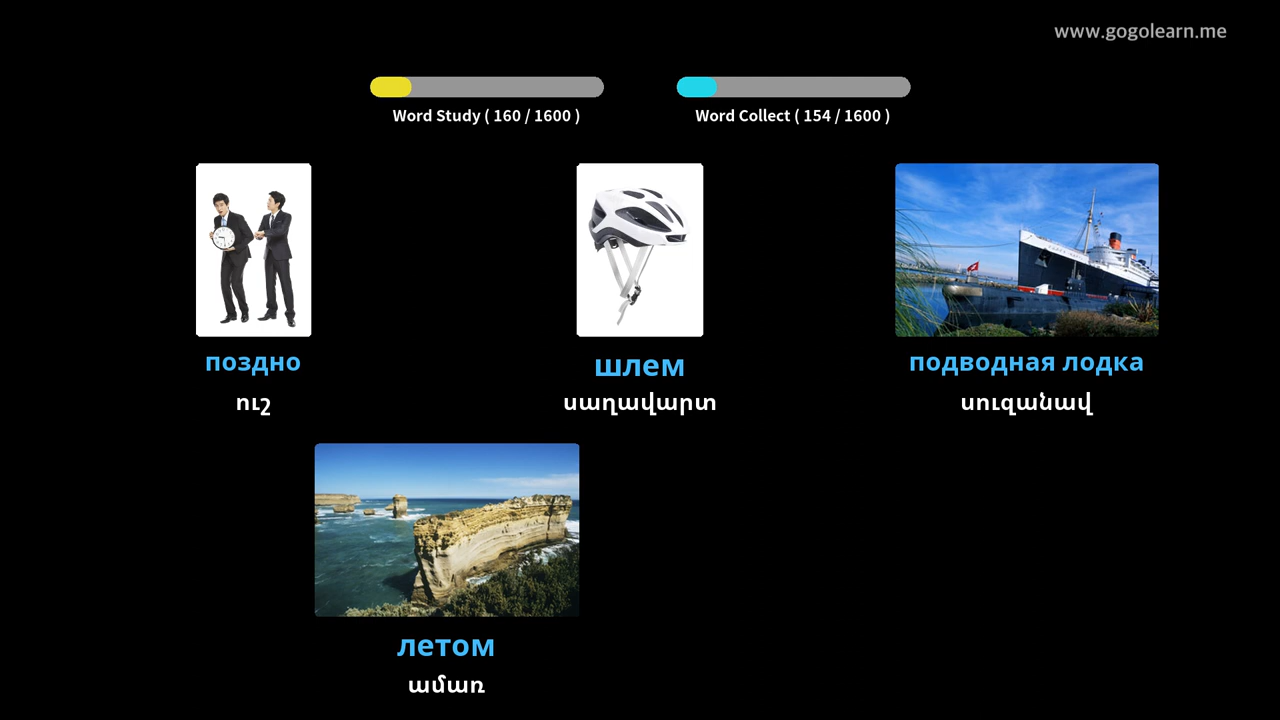 www.gogolearn.me
Word Study ( 160 / 1600 )
Word Collect ( 154 / 1600 )
поздно
ուշ
шлем
սաղավարտ
подводная лодка
սուզանավ
летом
ամառ